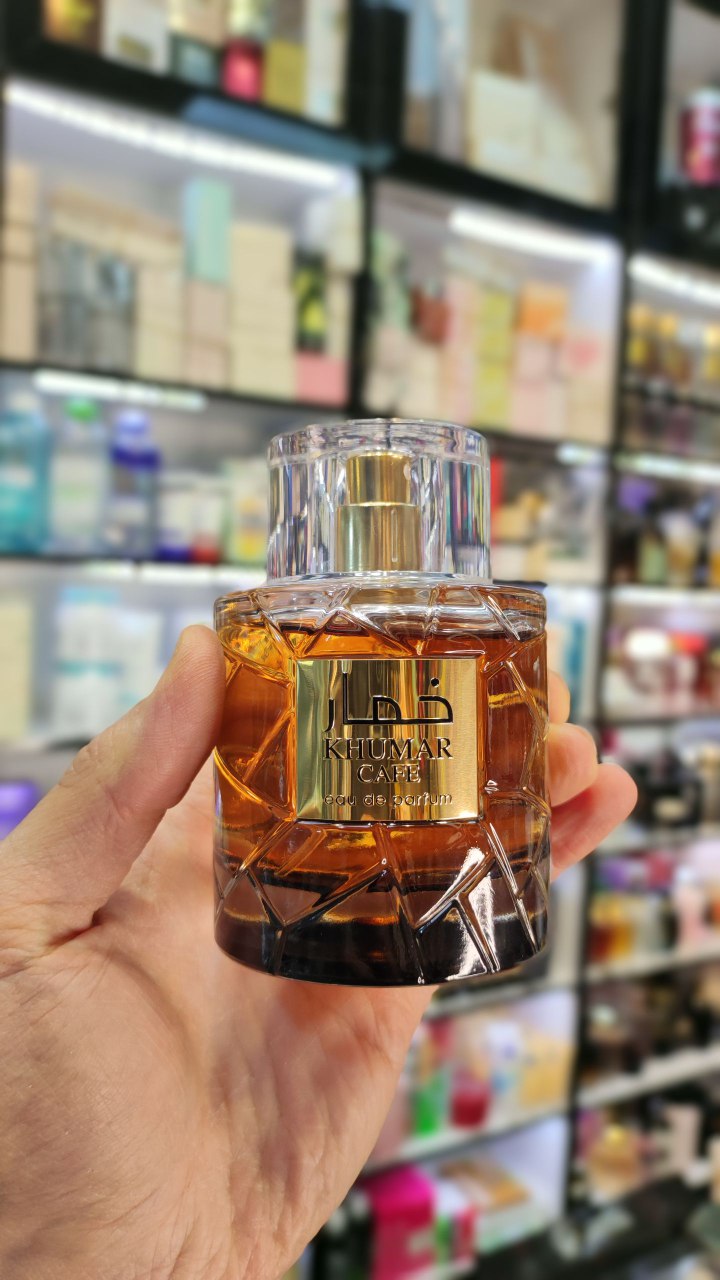 خمار
KHUMAR
CAFE
eau de parfum